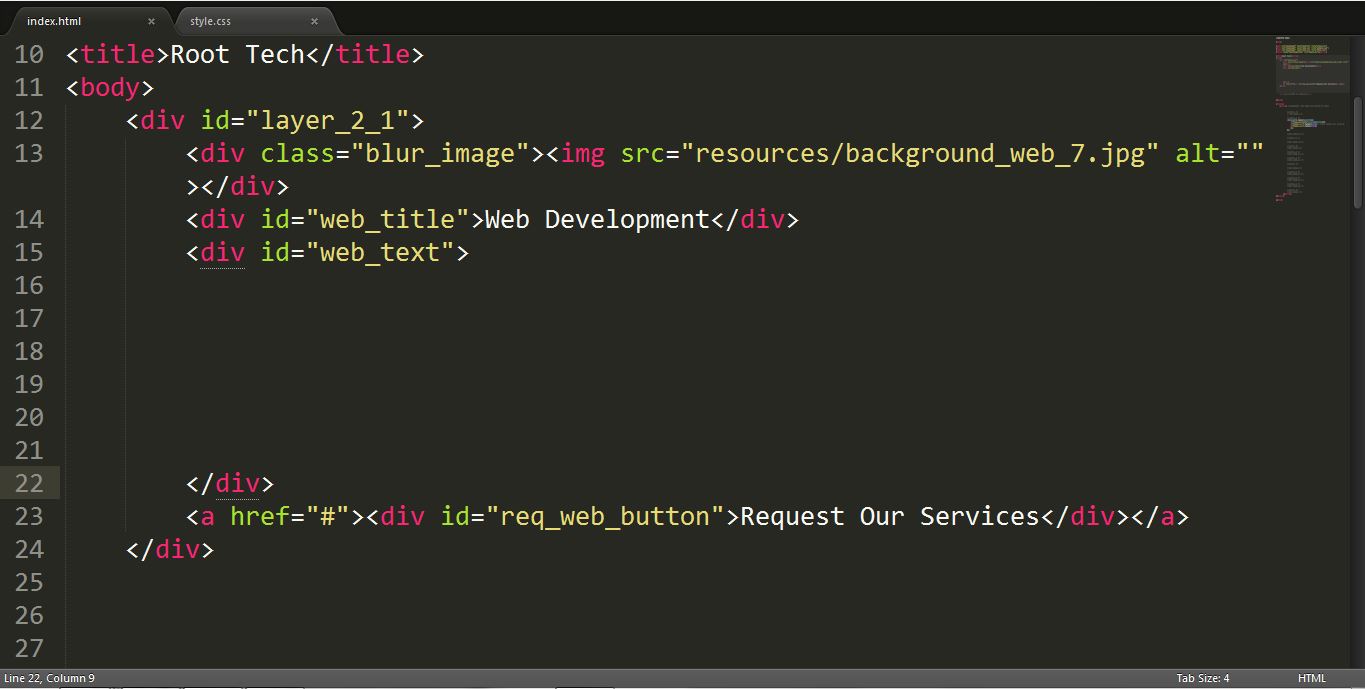 index.html × style.css ×
10 <title>Root Tech</title>
11 <body>
12     <div id="layer_2_1">
13         <div class="blur_image"><img src="resources/background_web_7.jpg" alt=""
        ></div>
14         <div id="web_title">Web Development</div>
15         <div id="web_text">
16
17
18
19
20
21
22         </div>
23         <a href="#"><div id="req_web_button">Request Our Services</div></a>
24     </div>
25
26
27
Line 22, Column 9 Tab Size: 4 HTML